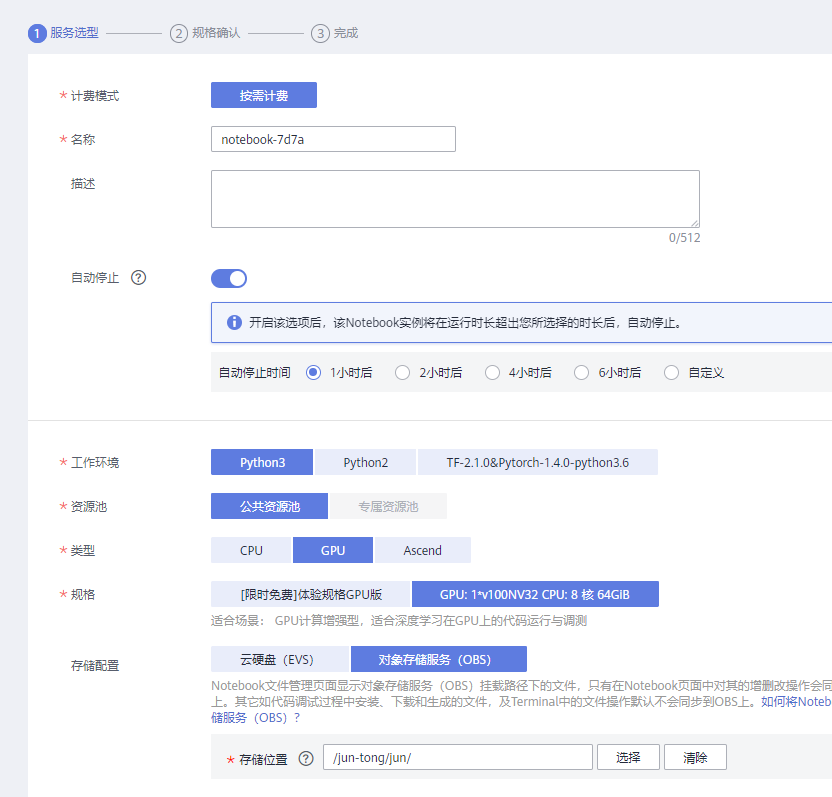 1 服务选型 2 规格确认 3 完成
* 计费模式 按需计费
* 名称 notebook-7d7a
描述
0/512
自动停止 ?
开启该选项后，该Notebook实例将在运行时长超出您所选择的时长后，自动停止。
自动停止时间 1小时后 2小时后 4小时后 6小时后 自定义
* 工作环境 Python3 Python2 TF-2.1.0&Pytorch-1.4.0-python3.6
* 资源池 公共资源池 专属资源池
* 类型 CPU GPU Ascend
* 规格 [限时免费]体验规格GPU版 GPU: 1*v100NV32 CPU: 8 核 64GiB
适合场景： GPU计算增强型，适合深度学习在GPU上的代码运行与调测
存储配置 云硬盘（EVS） 对象存储服务（OBS）
Notebook文件管理页面显示对象存储服务（OBS）挂载路径下的文件，只有在Notebook页面中对其的增删改操作会同
上。其它如代码调试过程中安装、下载和生成的文件，及Terminal中的文件操作默认不会同步到OBS上。如何将Noteb
储服务（OBS）?
* 存储位置 ? /jun-tong/jun/ 选择 清除